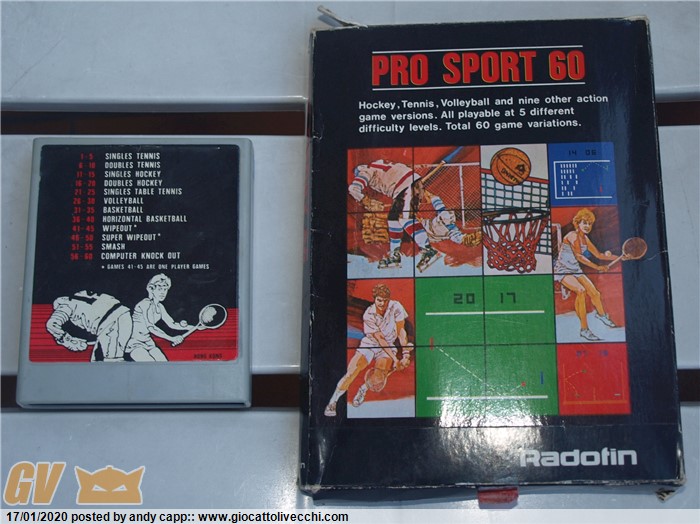 1-5 SINGLES TENNIS
6-10 DOUBLES TENNIS
11-15 SINGLES HOCKEY
16-20 DOUBLES HOCKEY
21-25 SINGLES TABLE TENNIS
26-30 VOLLEYBALL
31-35 BASKETBALL
36-40 HORIZONTAL BASKETBALL
41-45 WIPEOUT*
46-50 SUPER WIPEOUT*
51-55 SMASH
56-60 COMPUTER KNOCK OUT
* GAMES 41-45 ARE ONE PLAYER GAMES
PRO SPORT 60
Hockey, Tennis, Volleyball and nine other action
game versions. All playable at 5 different
difficulty levels. Total 60 game variations.
20 17
Radofin
GV
17/01/2020 posted by andy capp:: www.giocattolivecchi.com